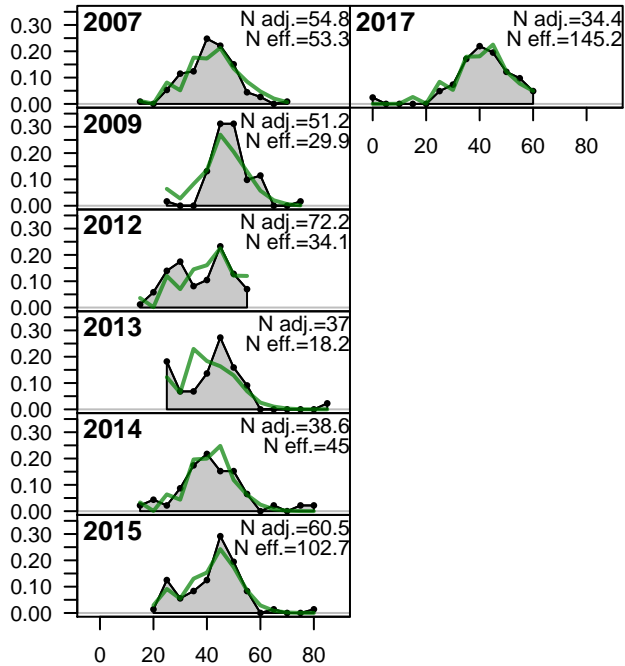 2007
N adj.=54.8
N eff.=53.3
0.30
0.20
0.10
0.00
2009
N adj.=51.2
N eff.=29.9
0.30
0.20
0.10
0.00
2012
N adj.=72.2
N eff.=34.1
0.30
0.20
0.10
0.00
2013
N adj.=37
N eff.=18.2
0.30
0.20
0.10
0.00
2014
N adj.=38.6
N eff.=45
0.30
0.20
0.10
0.00
2015
N adj.=60.5
N eff.=102.7
0.30
0.20
0.10
0.00
0 20 40 60 80
2017
N adj.=34.4
N eff.=145.2
0 20 40 60 80